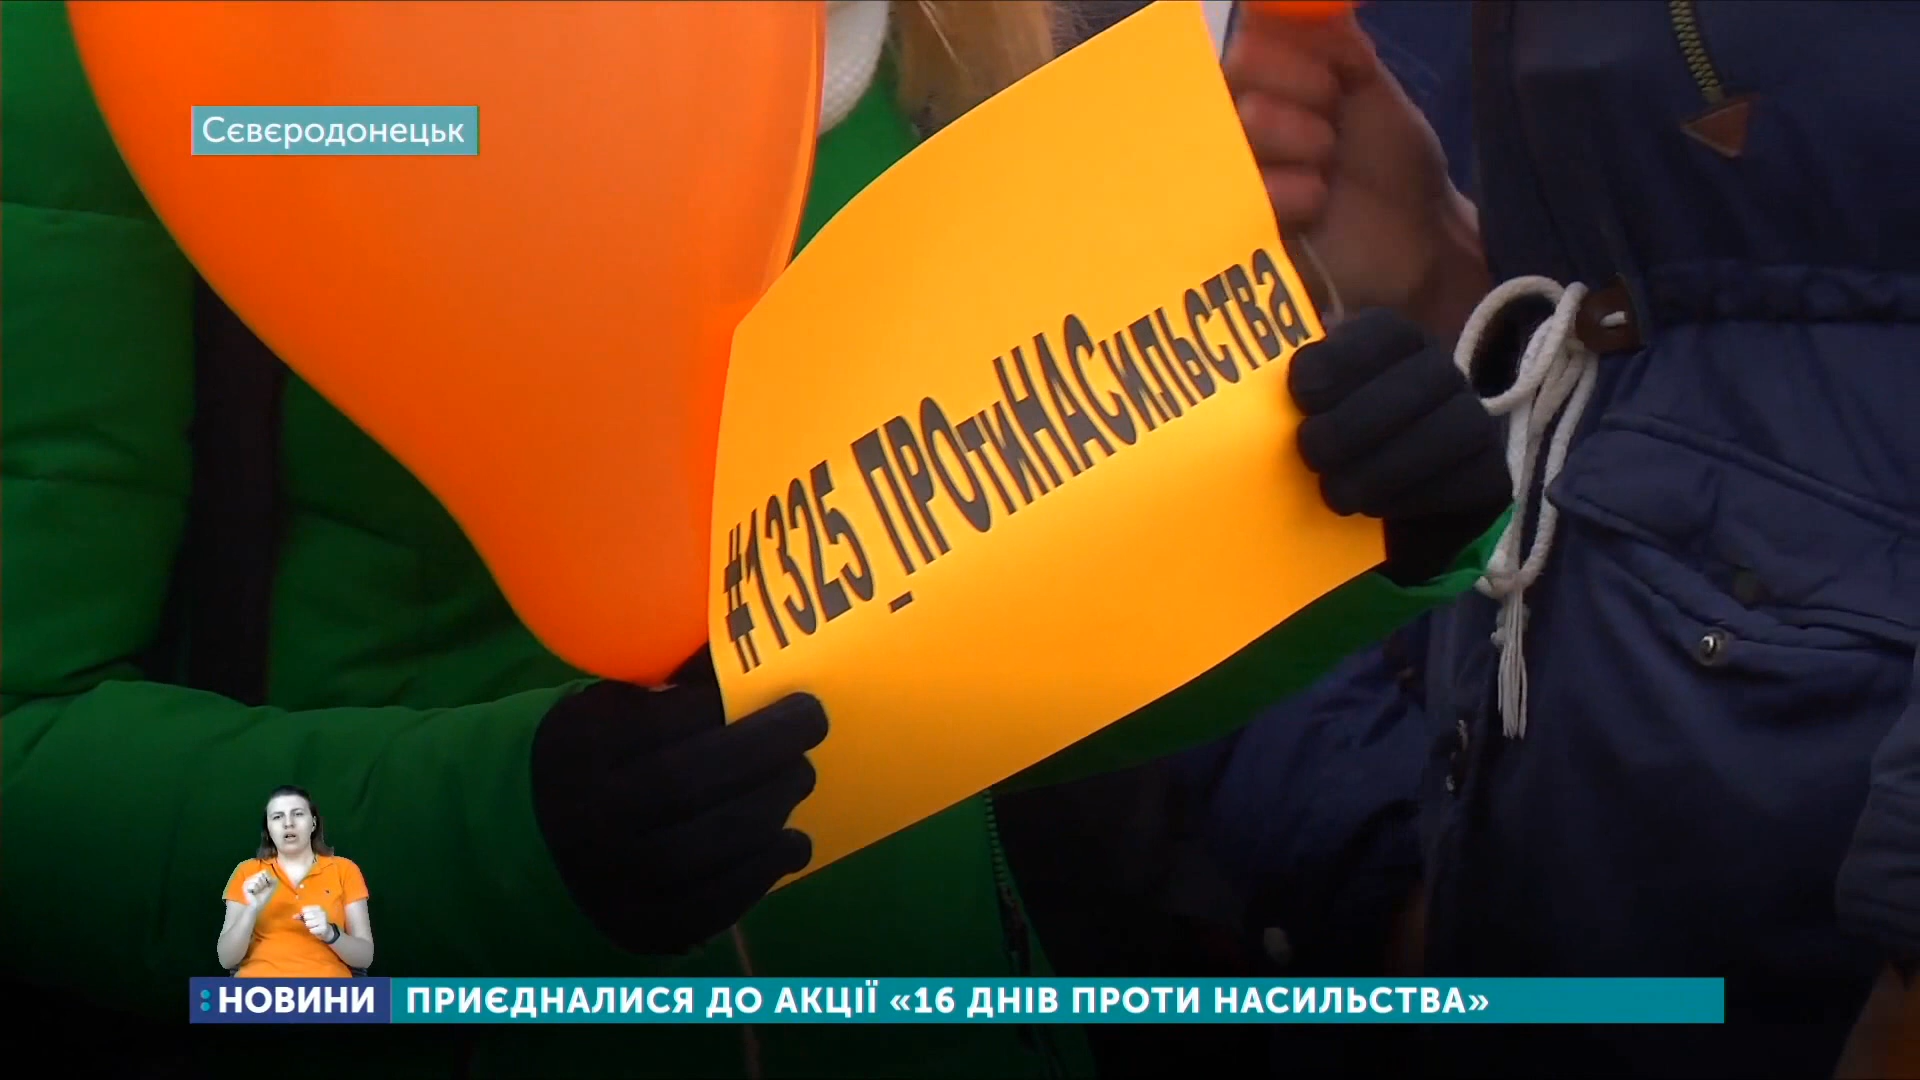 Сєвєродонецьк
#1325_ПРОтиНАСильства
НОВИНИ
ПРИЄДНАЛИСЯ ДО АКЦІЇ «16 ДНІВ ПРОТИ НАСИЛЬСТВА»